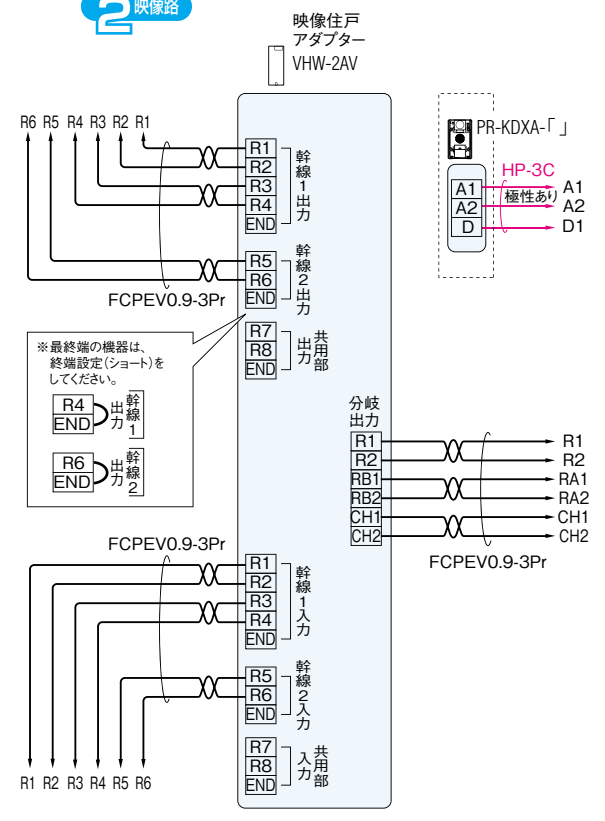 2 映像路
映像住戸
アダプター
VHW-2AV
R6 R5 R4 R3 R2 R1
R1
R2
R3
R4
END
幹線1出力
R5
R6
END
幹線2出力
FCPEV0.9-3Pr
R7
R8
END
共用部出力
※最終端の機器は、
終端設定(ショート)を
してください。
R4
END
幹線1出力
R6
END
幹線2出力
PR-KDXA-「 」
HP-3C
極性あり
A1 A1
A2 A2
D D1
分岐
出力
R1 R1
R2 R2
RB1 RA1
RB2 RA2
CH1 CH1
CH2 CH2
FCPEV0.9-3Pr
FCPEV0.9-3Pr
R1
R2
R3
R4
END
幹線1入力
R5
R6
END
幹線2入力
R7
R8
END
共用部入力
R1 R2 R3 R4 R5 R6